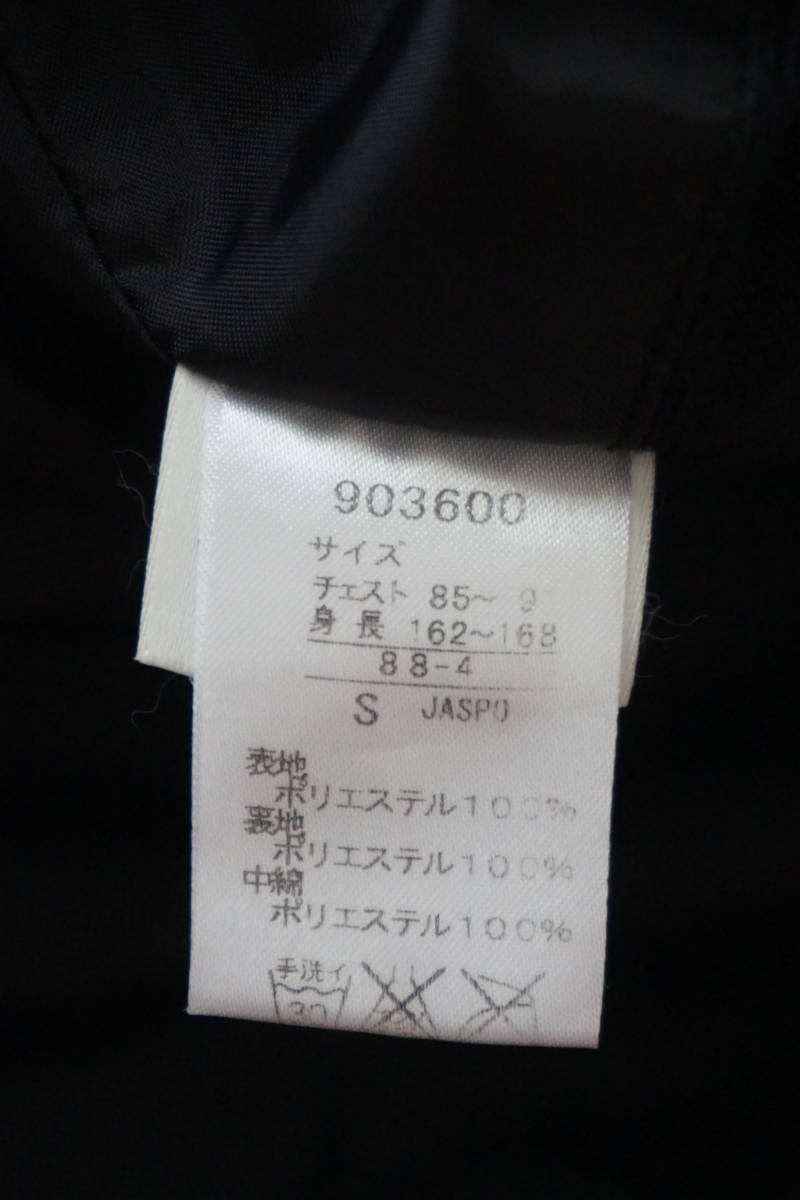 903600
サイズ
チェスト 85~ 9
身長 162~168
88-4
S JASPO
表地
ポリエステル100%
裏地
ポリエステル100%
中綿
ポリエステル100%
手洗イ
30